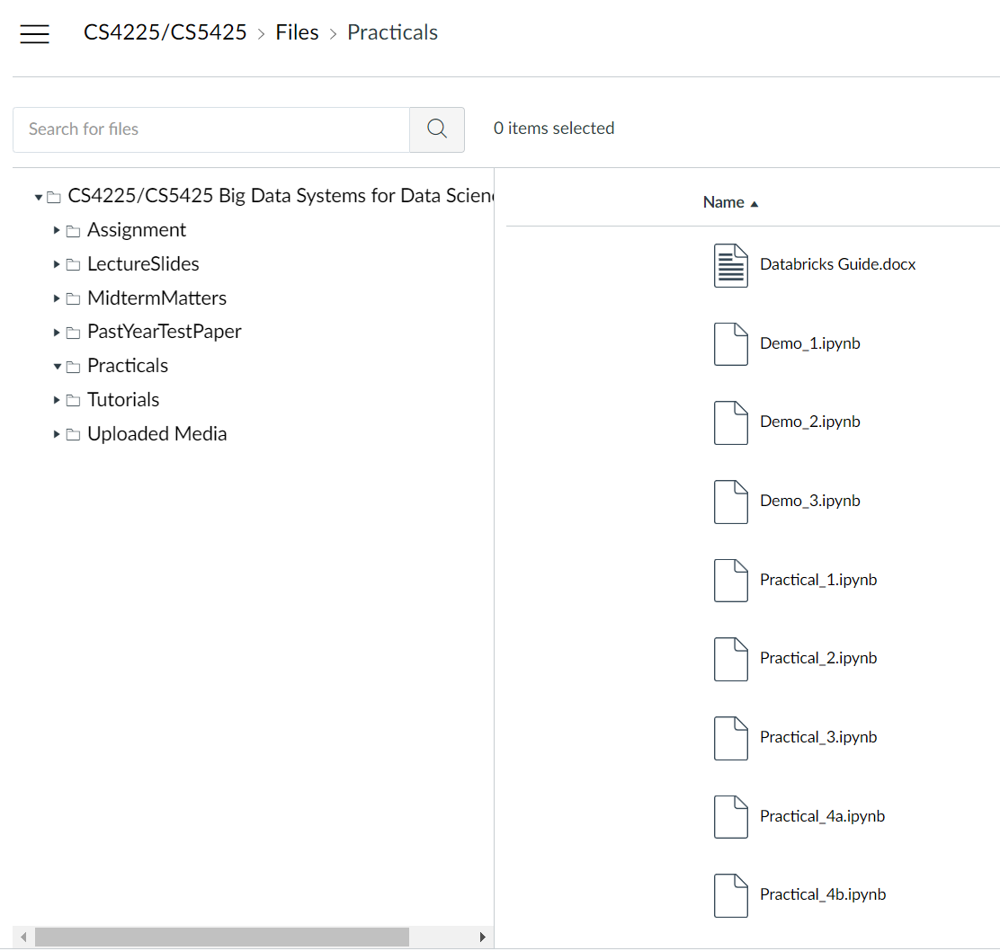 CS4225/CS5425 > Files > Practicals
Search for files
0 items selected
CS4225/CS5425 Big Data Systems for Data Scien
Assignment
LectureSlides
MidtermMatters
PastYearTestPaper
Practicals
Tutorials
Uploaded Media
Name
Databricks Guide.docx
Demo_1.ipynb
Demo_2.ipynb
Demo_3.ipynb
Practical_1.ipynb
Practical_2.ipynb
Practical_3.ipynb
Practical_4a.ipynb
Practical_4b.ipynb